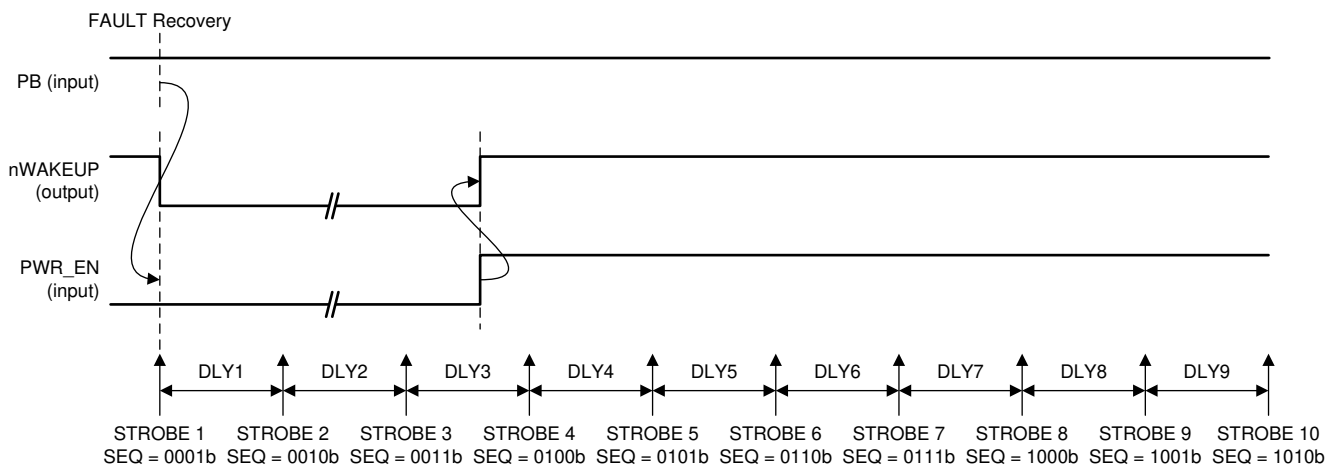 FAULT Recovery
PB (input)
nWAKEUP
(output)
PWR_EN
(input)
DLY1 DLY2 DLY3 DLY4 DLY5 DLY6 DLY7 DLY8 DLY9
STROBE 1 STROBE 2 STROBE 3 STROBE 4 STROBE 5 STROBE 6 STROBE 7 STROBE 8 STROBE 9 STROBE 10
SEQ = 0001b SEQ = 0010b SEQ = 0011b SEQ = 0100b SEQ = 0101b SEQ = 0110b SEQ = 0111b SEQ = 1000b SEQ = 1001b SEQ = 1010b